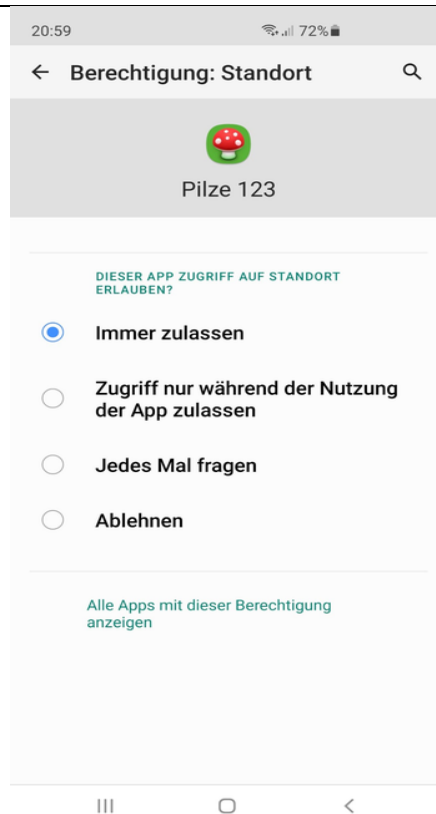 20:59 72%
Berechtigung: Standort
Pilze 123
DIESER APP ZUGRIFF AUF STANDORT
ERLAUBEN?
Immer zulassen
Zugriff nur während der Nutzung
der App zulassen
Jedes Mal fragen
Ablehnen
Alle Apps mit dieser Berechtigung
anzeigen